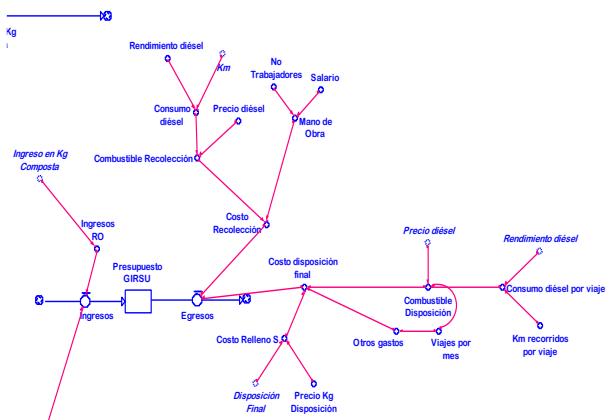 Kg
Rendimiento diésel
Km
No
Trabajadores
Salario
Consumo
diésel
Precio diésel
Mano de
Obra
Ingreso en Kg
Composta
Combustible Recolección
Ingresos
RO
Costo
Recolección
Precio diésel
Rendimiento diésel
Presupuesto
GIRSU
Costo disposición
final
Ingresos
Egresos
Combustible
Disposición
Consumo diésel por viaje
Costo Relleno S.
Otros gastos
Viajes por
mes
Km recorridos
por viaje
Disposición
Final
Precio Kg
Disposición